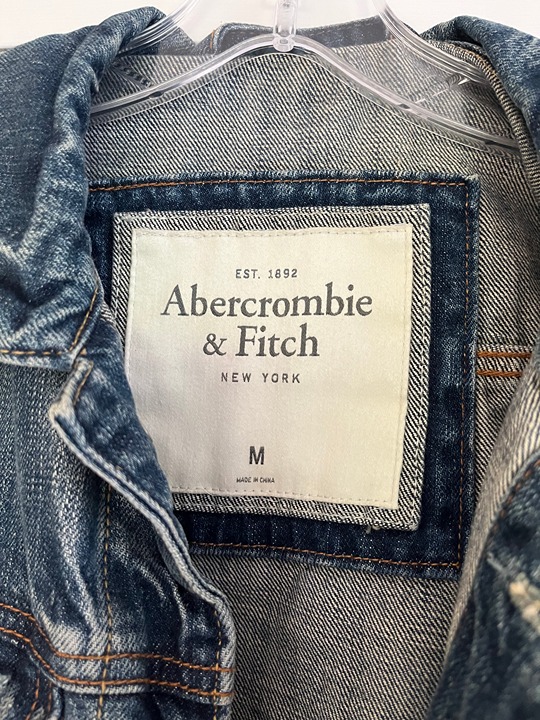 EST. 1892
Abercrombie
& Fitch
NEW YORK
M
MADE IN CHINA